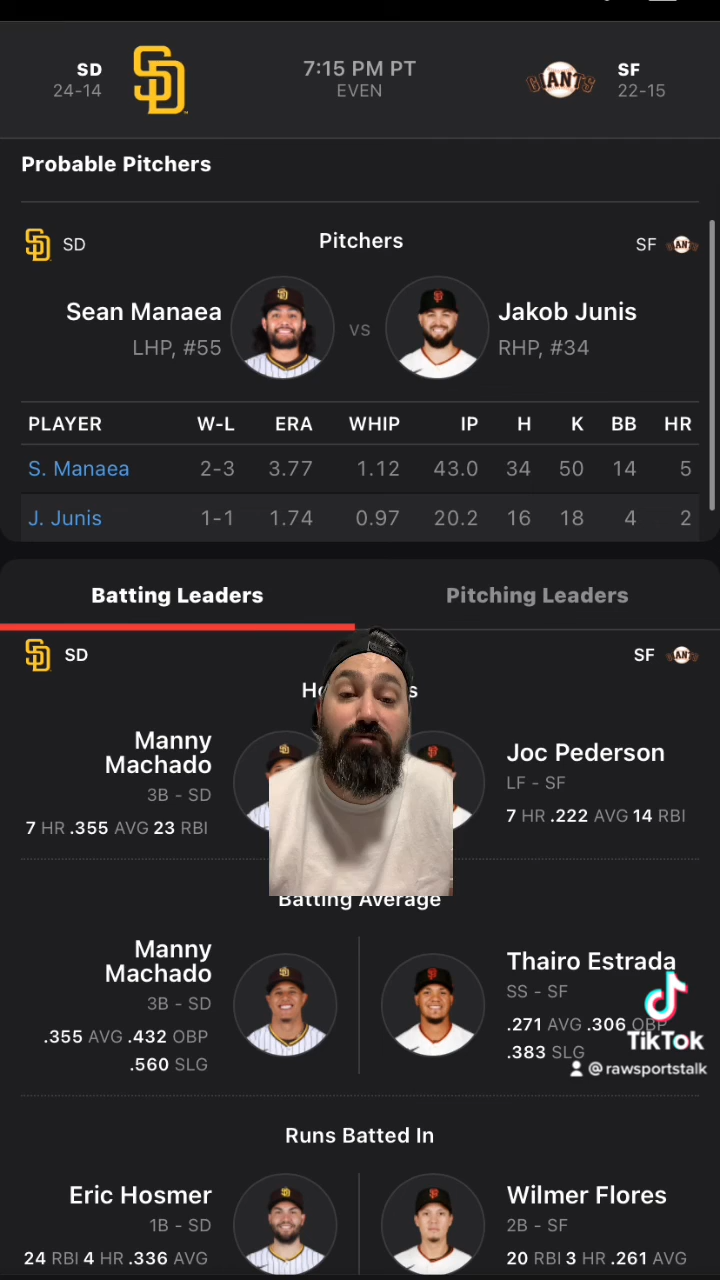 SD
24-14
7:15 PM PT
EVEN
GIANTS
SF
22-15
Probable Pitchers
SD
Pitchers
SF
Sean Manaea
LHP, #55
VS
Jakob Junis
RHP, #34
PLAYER W-L ERA WHIP IP H K BB HR
S. Manaea 2-3 3.77 1.12 43.0 34 50 14 5
J. Junis 1-1 1.74 0.97 20.2 16 18 4 2
Batting Leaders
Pitching Leaders
SD
SF
Manny
Machado
3B - SD
7 HR .355 AVG 23 RBI
Joc Pederson
LF - SF
7 HR .222 AVG 14 RBI
Batting Average
Manny
Machado
3B - SD
.355 AVG .432 OBP
.560 SLG
Thairo Estrada
SS - SF
.271 AVG .306 OBP
.383 SLG
TikTok
@rawsportstalk
Runs Batted In
Eric Hosmer
1B - SD
24 RBI 4 HR .336 AVG
Wilmer Flores
2B - SF
20 RBI 3 HR .261 AVG